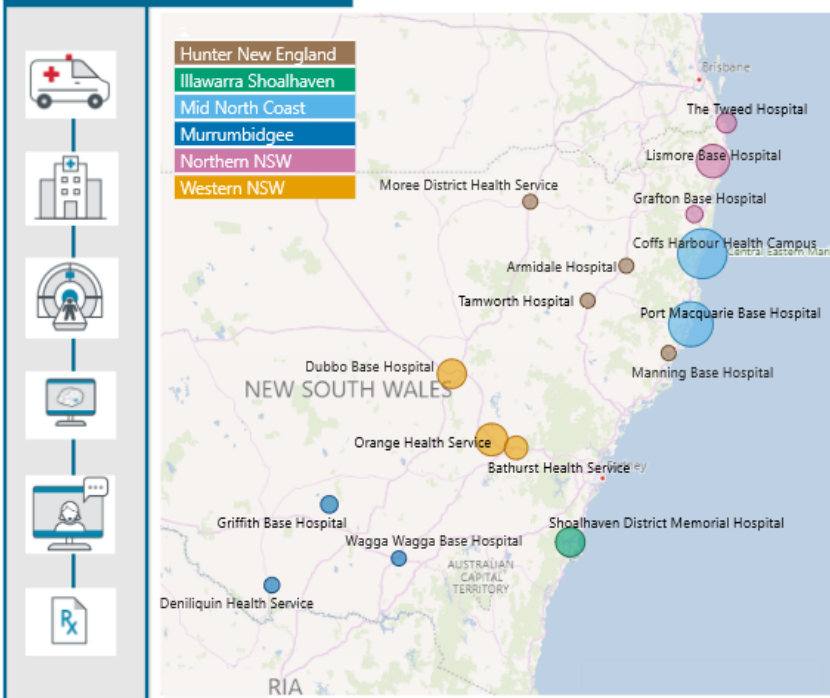 Hunter New England
Illawarra Shoalhaven
Mid North Coast
Murrumbidgee
Northern NSW
Western NSW
Brisbane
The Tweed Hospital
Lismore Base Hospital
Moree District Health Service
Grafton Base Hospital
Coffs Harbour Health Campus
Central Eastern
Armidale Hospital
Tamworth Hospital
Port Macquarie Base Hospital
Manning Base Hospital
Dubbo Base Hospital
NEW SOUTH WALES
Orange Health Service
Bathurst Health Service
Griffith Base Hospital
Shoalhaven District Memorial Hospital
Wagga Wagga Base Hospital
AUSTRALIAN
CAPITAL
TERRITORY
Deniliquin Health Service
Rx
RIA